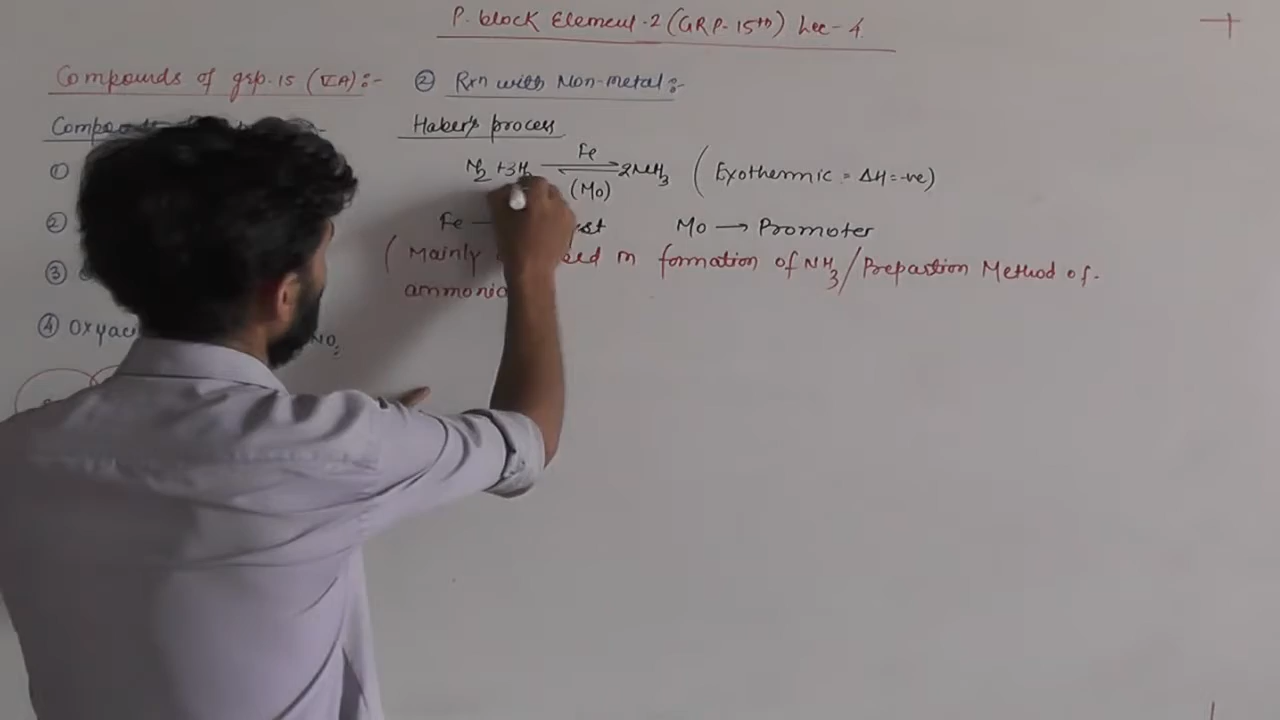 P. block Element-2 (GRP-15th) Lec-4
Compounds of grp.15 (VA):-
①
②
③
④ Oxyac
② Rxn with Non-metal:-
Haber's process
N2 + 3H2 Fe (Mo) 2NH3 (Exothermic = ΔH = -ve)
Fe → Mo → Promoter
(Mainly in formation of NH3/Prepartion Method of
ammonia